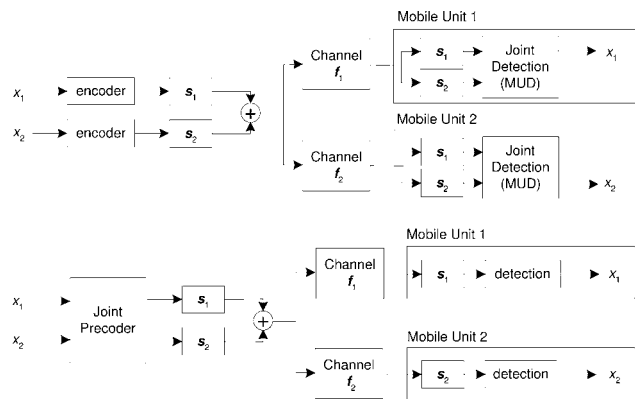 Mobile Unit 1
Channel f1
s1
s2
Joint Detection (MUD)
x1
x1
encoder
s1
x2
encoder
s2
+
Mobile Unit 2
Channel f2
s1
s2
Joint Detection (MUD)
x2
Mobile Unit 1
Channel f1
s1
detection
x1
x1
x2
Joint Precoder
s1
s2
+
Mobile Unit 2
Channel f2
s2
detection
x2